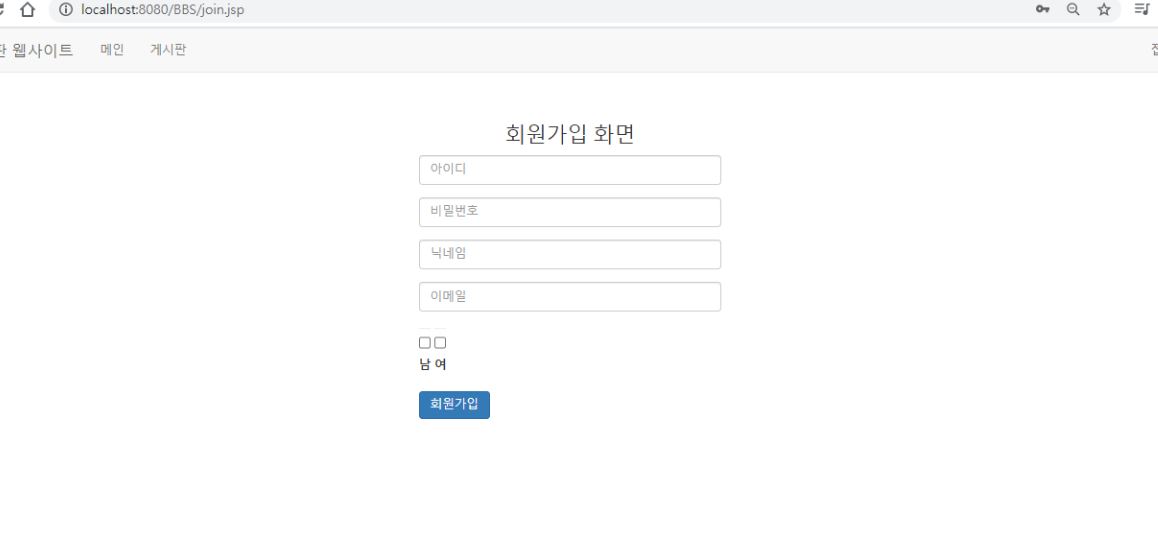 localhost:8080/BBS/join.jsp
판 웹사이트 메인 게시판
회원가입 화면
아이디
비밀번호
닉네임
이메일
남 여
회원가입